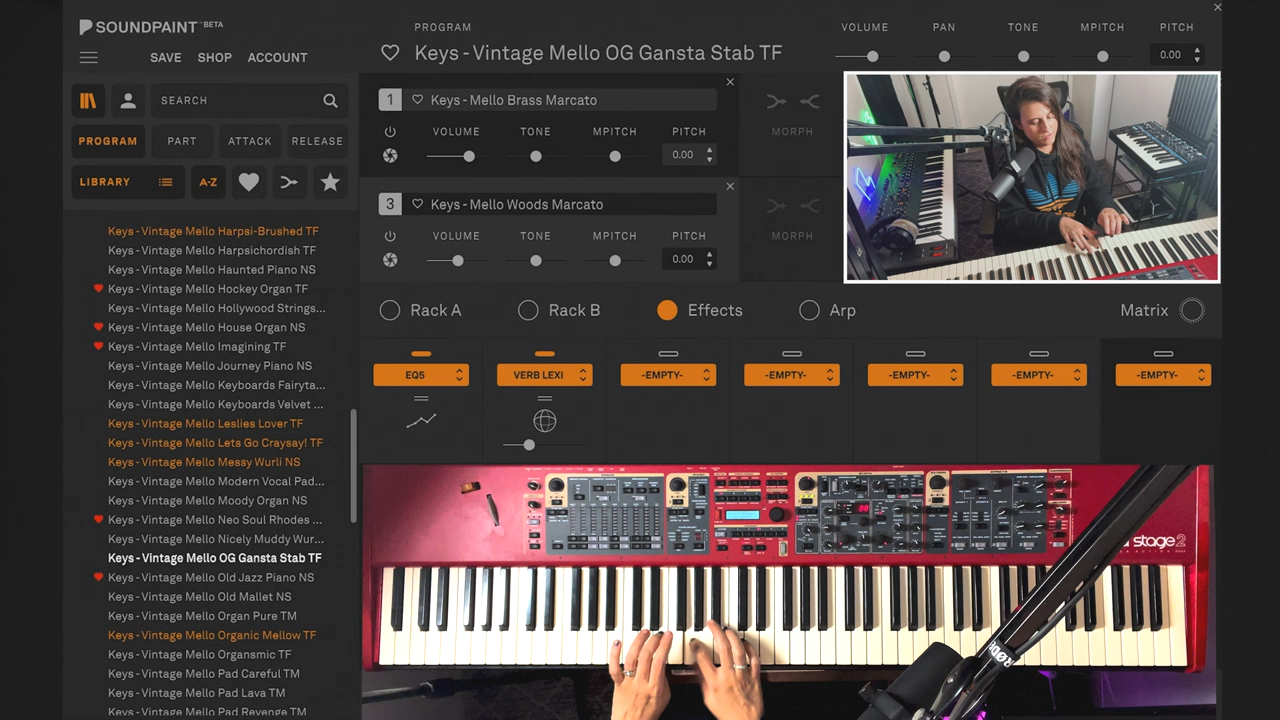 SOUNDPAINT™BETA
SAVE SHOP ACCOUNT
PROGRAM
Keys - Vintage Mello OG Gansta Stab TF
VOLUME PAN TONE MPITCH PITCH
0.00
SEARCH
PROGRAM PART ATTACK RELEASE
LIBRARY A-Z
Keys - Vintage Mello Harpsi-Brushed TF
Keys - Vintage Mello Harpsichordish TF
Keys - Vintage Mello Haunted Piano NS
Keys - Vintage Mello Hockey Organ TF
Keys - Vintage Mello Hollywood Strings...
Keys - Vintage Mello House Organ NS
Keys - Vintage Mello Imagining TF
Keys - Vintage Mello Journey Piano NS
Keys - Vintage Mello Keyboards Fairyta...
Keys - Vintage Mello Keyboards Velvet ...
Keys - Vintage Mello Leslies Lover TF
Keys - Vintage Mello Lets Go Craysay! TF
Keys - Vintage Mello Messy Wurli NS
Keys - Vintage Mello Modern Vocal Pad...
Keys - Vintage Mello Moody Organ NS
Keys - Vintage Mello Neo Soul Rhodes ...
Keys - Vintage Mello Nicely Muddy Wur...
Keys - Vintage Mello OG Gansta Stab TF
Keys - Vintage Mello Old Jazz Piano NS
Keys - Vintage Mello Old Mallet NS
Keys - Vintage Mello Organ Pure TM
Keys - Vintage Mello Organic Mellow TF
Keys - Vintage Mello Organsmic TF
Keys - Vintage Mello Pad Careful TM
Keys - Vintage Mello Pad Lava TM
Keys - Vintage Mello Pad Revenge TM
1 Keys - Mello Brass Marcato
VOLUME TONE MPITCH PITCH
0.00
MORPH
3 Keys - Mello Woods Marcato
VOLUME TONE MPITCH PITCH
0.00
MORPH
Rack A Rack B Effects Arp Matrix
EQ5 VERB LEXI -EMPTY- -EMPTY- -EMPTY- -EMPTY- -EMPTY-
stage2
RØDE